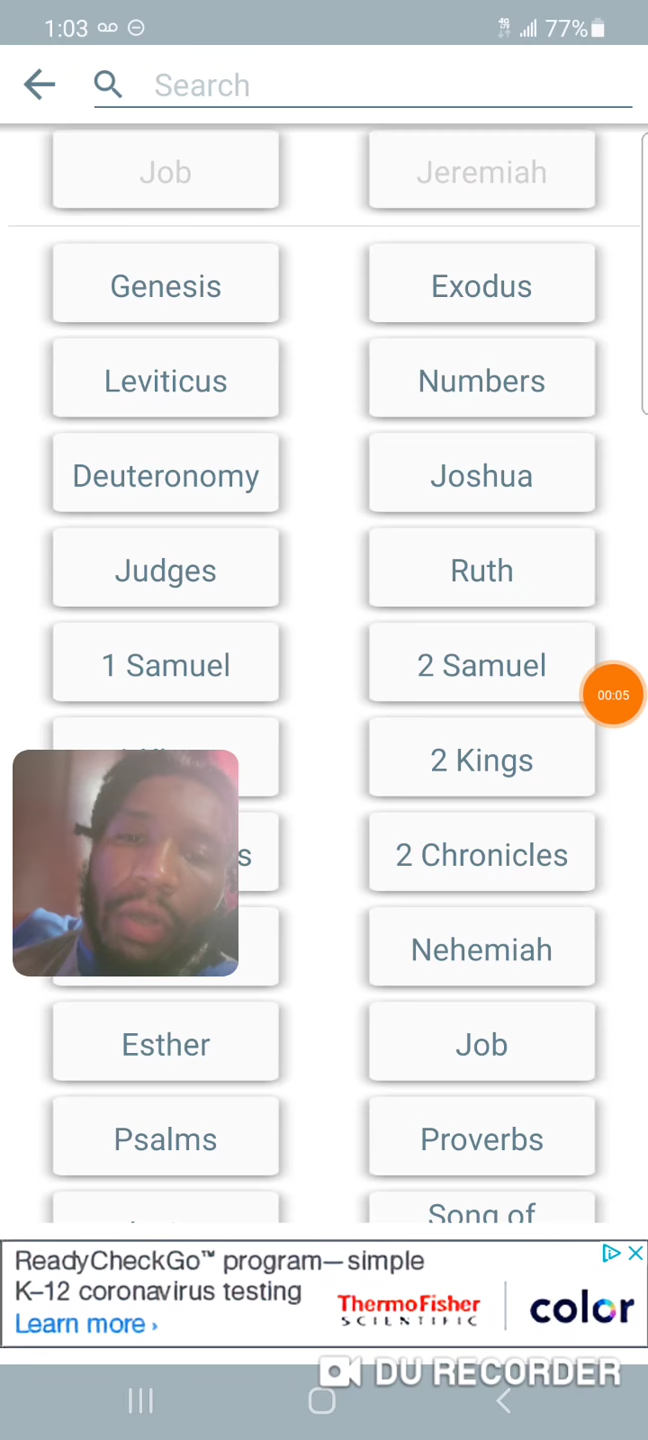 1:03
77%
Search
Job
Jeremiah
Genesis
Exodus
Leviticus
Numbers
Deuteronomy
Joshua
Judges
Ruth
1 Samuel
2 Samuel
00:05
2 Kings
s
2 Chronicles
Nehemiah
Esther
Job
Psalms
Proverbs
Song of
ReadyCheckGo™ program—simple
K–12 coronavirus testing
Learn more ›
ThermoFisher
SCIENTIFIC
color
DU RECORDER